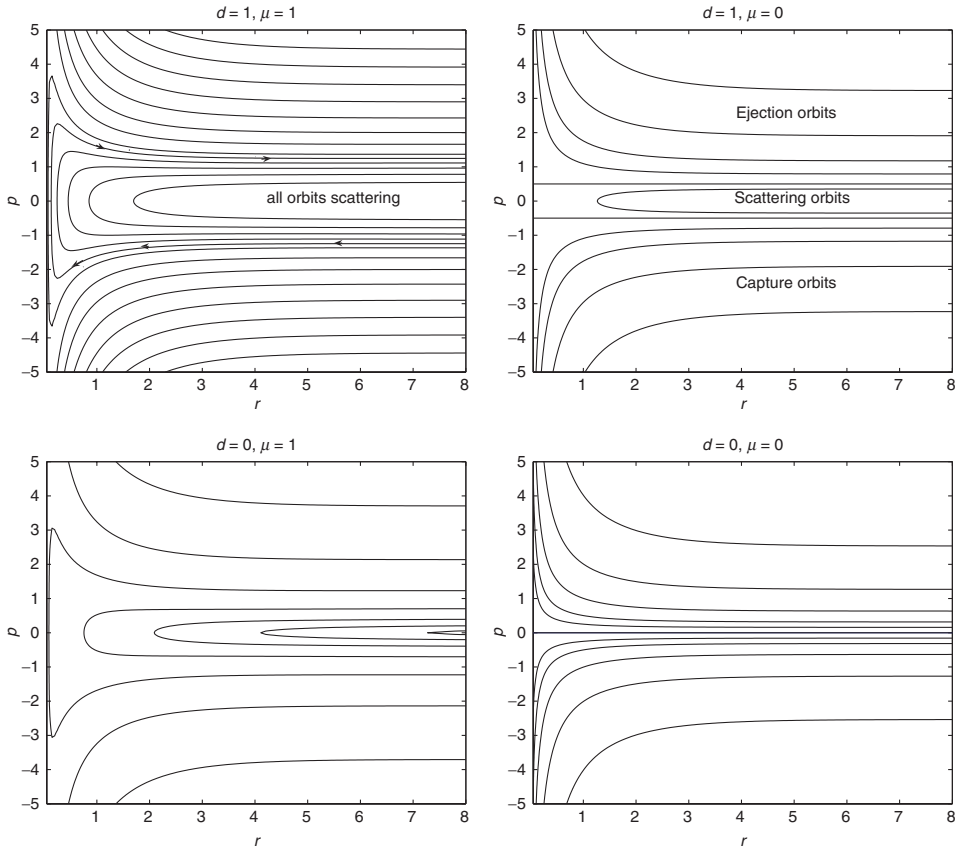 d = 1, μ = 1
5
4
3
2
1
0
−1
−2
−3
−4
−5
p
all orbits scattering
1 2 3 4 5 6 7 8
r
d = 1, μ = 0
5
4
3
2
1
0
−1
−2
−3
−4
−5
p
Ejection orbits
Scattering orbits
Capture orbits
1 2 3 4 5 6 7 8
r
d = 0, μ = 1
5
4
3
2
1
0
−1
−2
−3
−4
−5
p
1 2 3 4 5 6 7 8
r
d = 0, μ = 0
5
4
3
2
1
0
−1
−2
−3
−4
−5
p
1 2 3 4 5 6 7 8
r